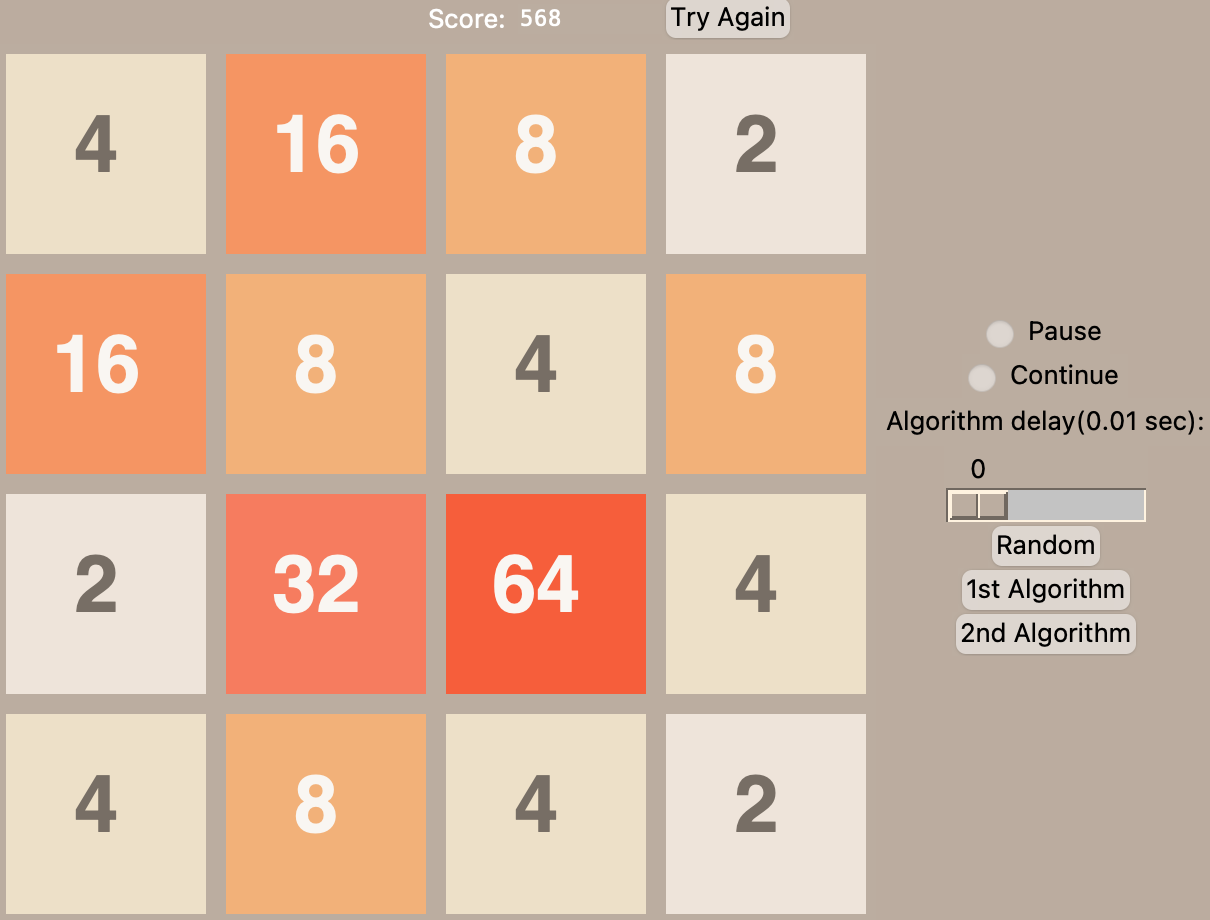 Score: 568 Try Again
4 16 8 2
16 8 4 8
2 32 64 4
4 8 4 2
Pause
Continue
Algorithm delay(0.01 sec):
0
Random
1st Algorithm
2nd Algorithm